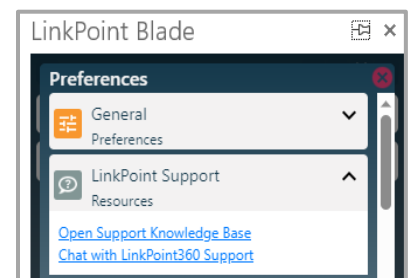 LinkPoint Blade
Preferences
General
Preferences
LinkPoint Support
Resources
Open Support Knowledge Base
Chat with LinkPoint360 Support